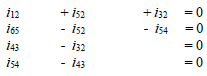 i12 + i52 + i32 = 0
i65 - i52 - i54 = 0
i43 - i32 = 0
i54 - i43 = 0